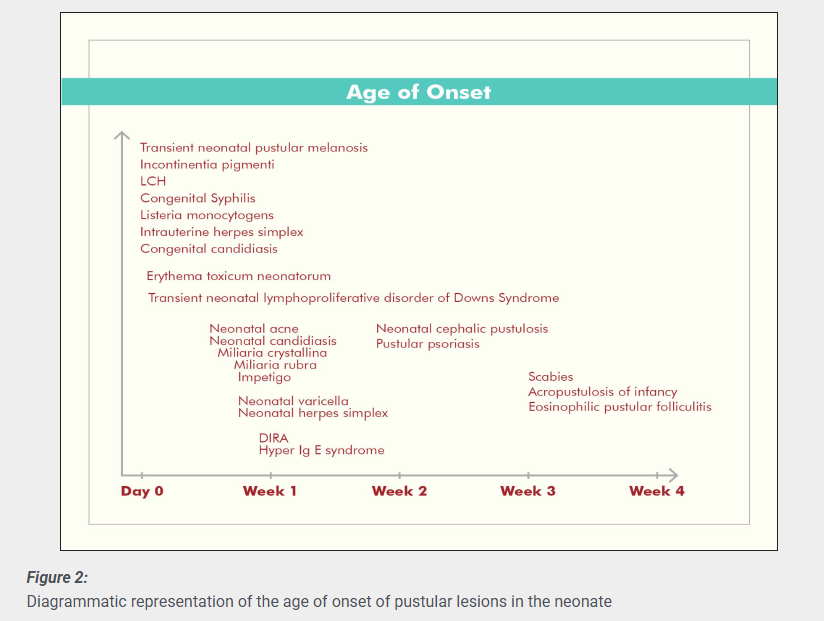 Age of Onset
Transient neonatal pustular melanosis
Incontinentia pigmenti
LCH
Congenital Syphilis
Listeria monocytogens
Intrauterine herpes simplex
Congenital candidiasis
Erythema toxicum neonatorum
Transient neonatal lymphoproliferative disorder of Downs Syndrome
Neonatal acne
Neonatal candidiasis
Miliaria crystallina
Miliaria rubra
Impetigo
Neonatal varicella
Neonatal herpes simplex
DIRA
Hyper Ig E syndrome
Neonatal cephalic pustulosis
Pustular psoriasis
Scabies
Acropustulosis of infancy
Eosinophilic pustular folliculitis
Day 0
Week 1
Week 2
Week 3
Week 4
Figure 2:
Diagrammatic representation of the age of onset of pustular lesions in the neonate